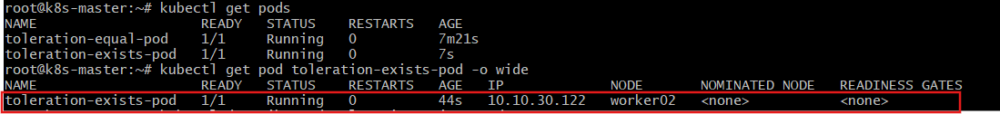 root@k8s-master:~# kubectl get pods
NAME READY STATUS RESTARTS AGE
toleration-equal-pod 1/1 Running 0 7m21s
toleration-exists-pod 1/1 Running 0 7s
root@k8s-master:~# kubectl get pod toleration-exists-pod -o wide
NAME READY STATUS RESTARTS AGE IP NODE NOMINATED NODE READINESS GATES
toleration-exists-pod 1/1 Running 0 44s 10.10.30.122 worker02 <none> <none>